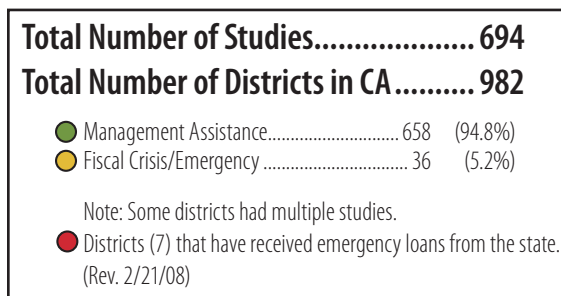 Total Number of Studies.................... 694
Total Number of Districts in CA.......... 982
Management Assistance............................. 658 (94.8%)
Fiscal Crisis/Emergency ................................ 36 (5.2%)
Note: Some districts had multiple studies.
Districts (7) that have received emergency loans from the state.
(Rev. 2/21/08)